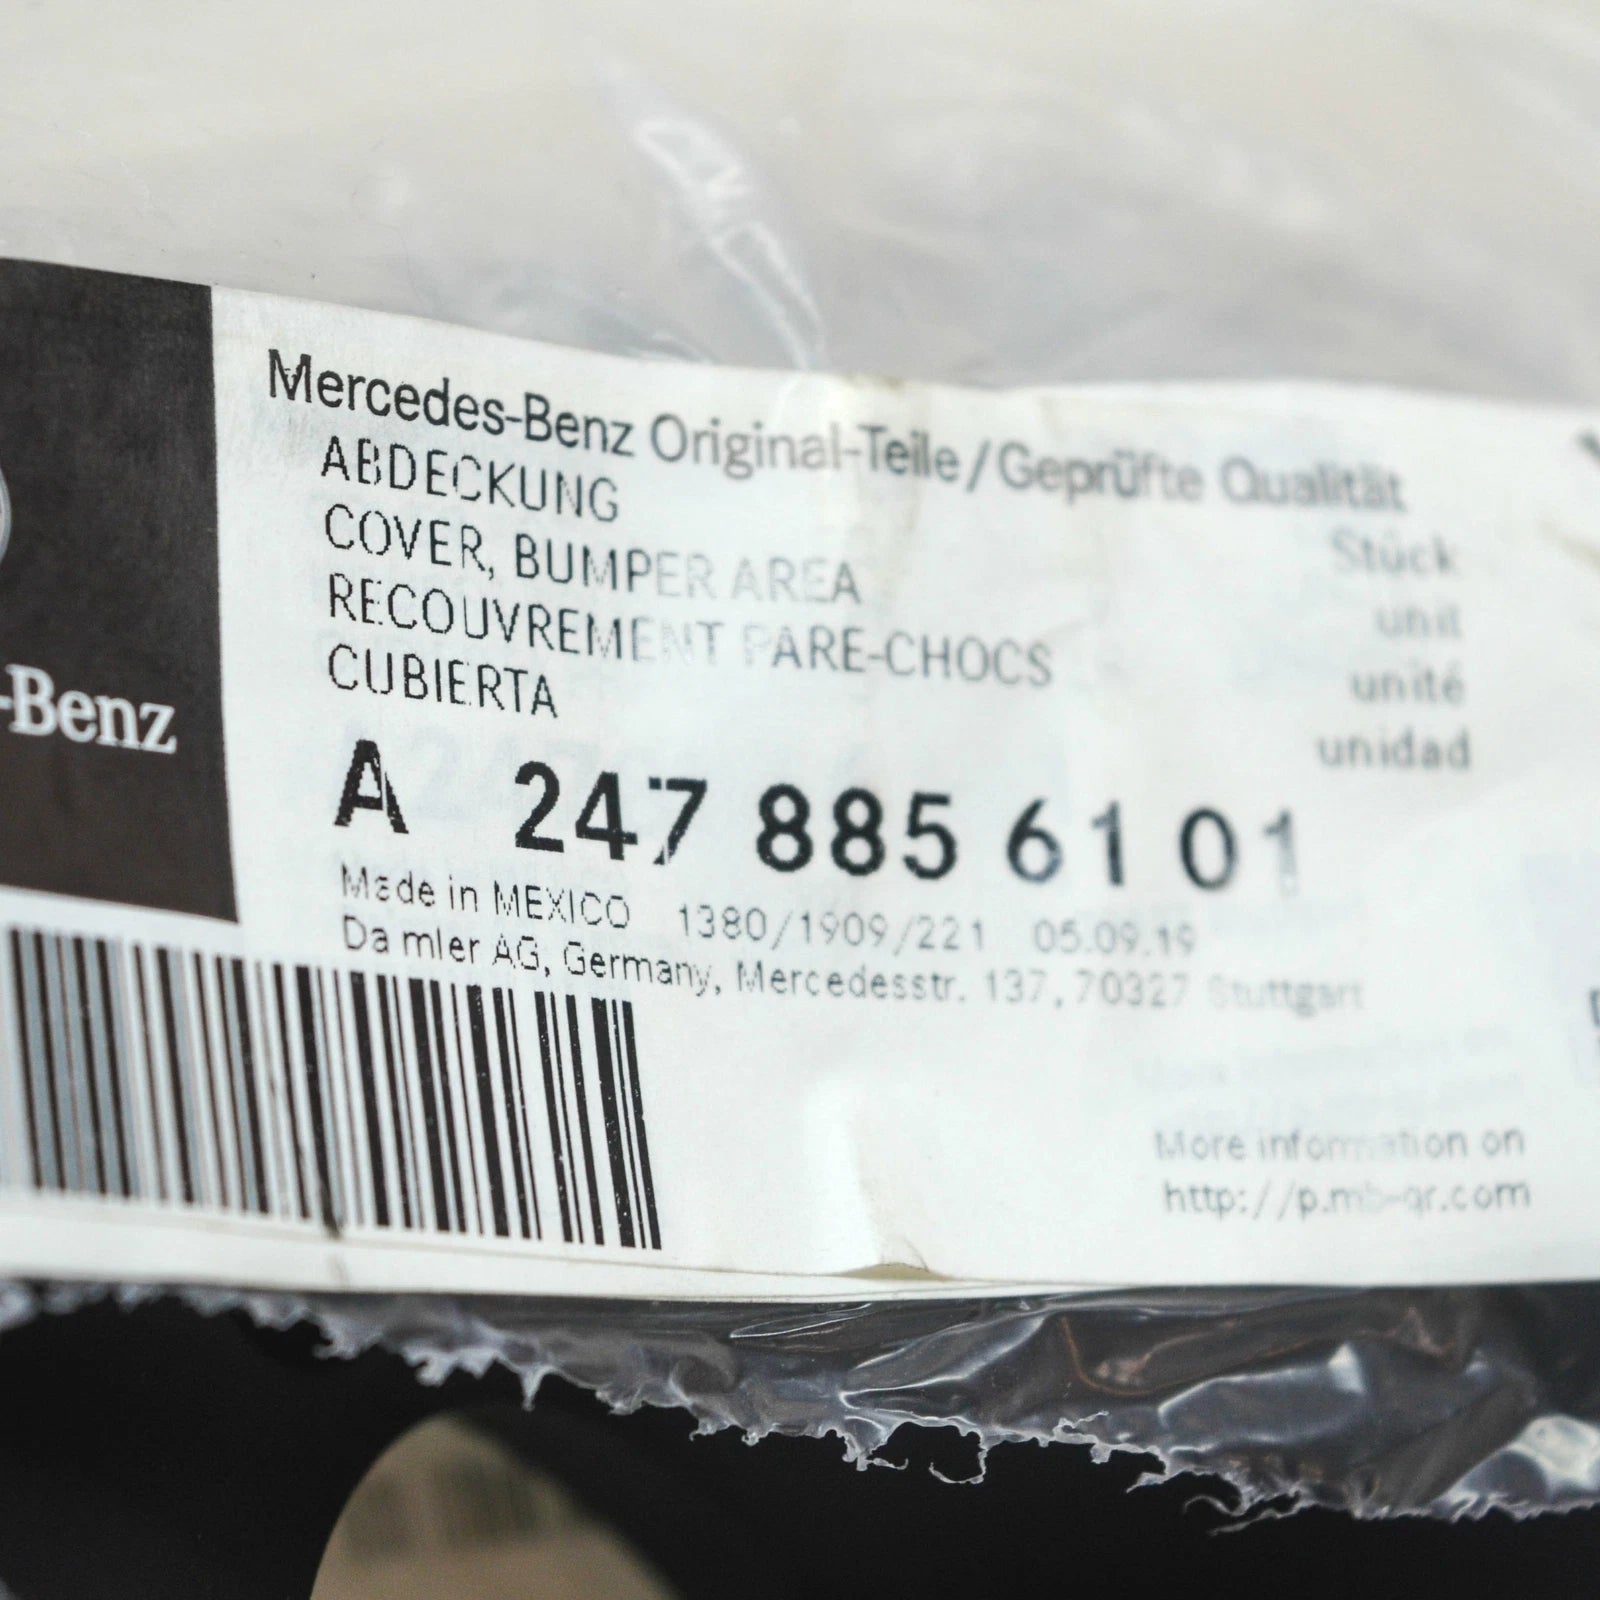 -Benz
Mercedes-Benz Original-Teile/Geprüfte Qualität
ABDECKUNG
COVER, BUMPER AREA
RECOUVREMENT PARE-CHOCS
CUBIERTA
Stück
unit
unité
unidad
A 247 885 61 01
Made in MEXICO 1380/1909/221 05.09.19
Daimler AG, Germany, Mercedesstr. 137, 70327 Stuttgart
More information on
http://p.mb-qr.com